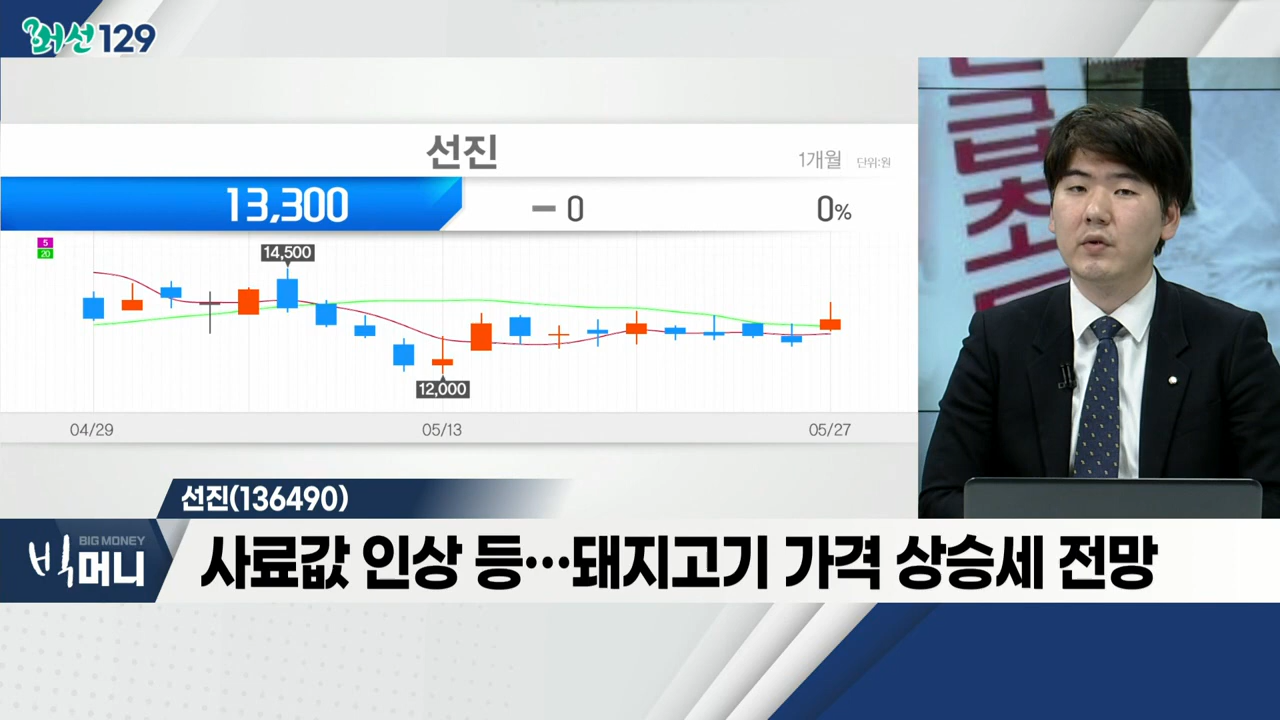 머선129
선진
1개월 단위:원
13,300 0 0%
5
20
14,500
12,000
04/29 05/13 05/27
선진(136490)
BIG MONEY
빅머니
사료값 인상 등…돼지고기 가격 상승세 전망